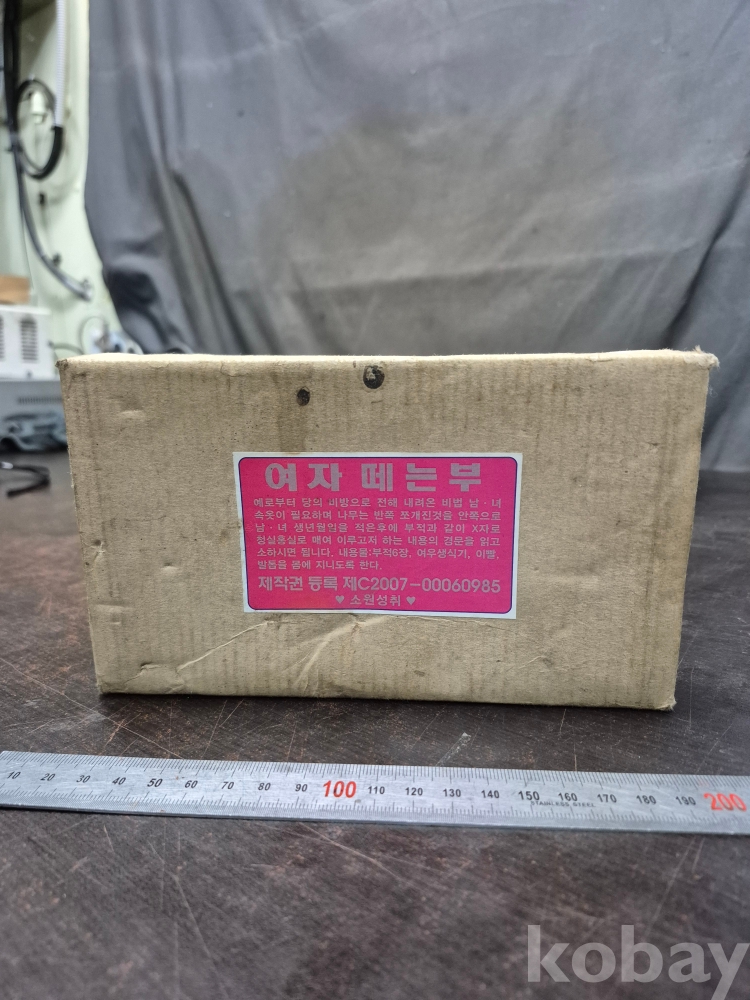 여자 떼는부
예로부터 당의 비방으로 전해 내려온 비법 남·녀
속옷이 필요하며 나무는 반쪽 쪼개진것을 안쪽으로
남·녀 생년월일을 적은후에 부적과 같이 X자로
청실홍실로 매여 이루고저 하는 내용의 경문을 읽고
소하시면 됩니다. 내용물:부적6장, 여우생식기, 이빨,
발톱을 몸에 지니도록 한다.
제작권 등록 제C2007-00060985
♥ 소원성취 ♥
10 20 30 40 50 60 70 80 90 100 110 120 130 140 150 160 170 180 190 200
STAINLESS STEEL
kobay